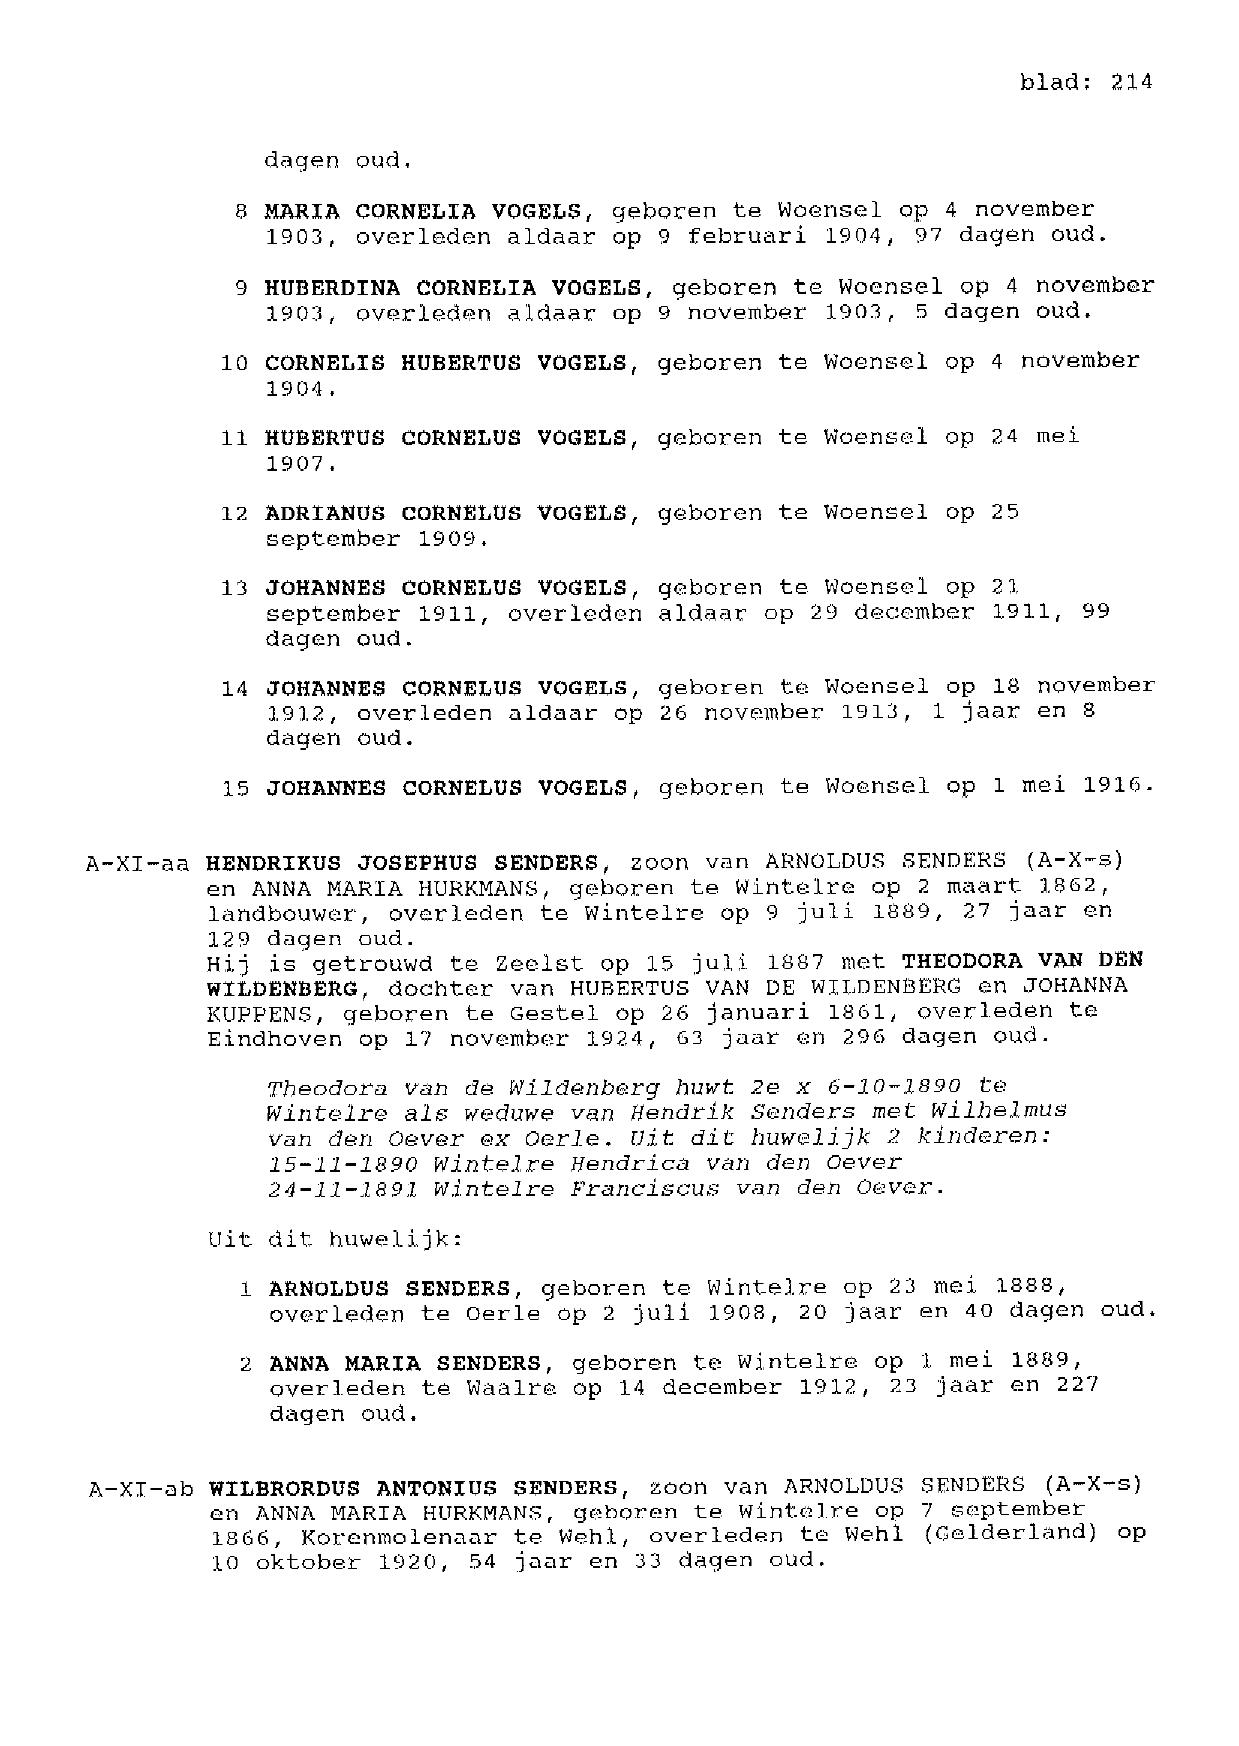 blad: 214
dagen oud.
8 MARIA CORNELIA VOGELS, geboren te Woensel op 4 november
1903, overleden aldaar op 9 februari 1904, 97 dagen oud.
9 HUBERDINA CORNELIA VOGELS, geboren te Woensel op 4 november
1903, overleden aldaar op 9 november 1903, 5 dagen oud.
10 CORNELIS HUBERTUS VOGELS, geboren te Woensel op 4 november
1904.
11 HUBERTUS CORNELUS VOGELS, geboren te Woensel op 24 mei
1907.
12 ADRIANUS CORNELUS VOGELS, geboren te Woensel op 25
september 1909.
13 JOHANNES CORNELUS VOGELS, geboren te Woensel op 21
september 1911, overleden aldaar op 29 december 1911, 99
dagen oud.
14 JOHANNES CORNELUS VOGELS, geboren te Woensel op 18 november
1912, overleden aldaar op 26 november 1913, 1 jaar en 8
dagen oud.
15 JOHANNES CORNELUS VOGELS, geboren te Woensel op 1 mei 1916.
A-XI-aa HENDRIKUS JOSEPHUS SENDERS, zoon van ARNOLDUS SENDERS (A-X-s)
en ANNA MARIA HURKMANS, geboren te Wintelre op 2 maart 1862,
landbouwer, overleden te Wintelre op 9 juli 1889, 27 jaar en
129 dagen oud.
Hij is getrouwd te Zeelst op 15 juli 1887 met THEODORA VAN DEN
WILDENBERG, dochter van HUBERTUS VAN DE WILDENBERG en JOHANNA
KUPPENS, geboren te Gestel op 26 januari 1861, overleden te
Eindhoven op 17 november 1924, 63 jaar en 296 dagen oud.
Theodora van de Wildenberg huwt 2e x 6-10-1890 te
Wintelre als weduwe van Hendrik Senders met Wilhelmus
van den Oever ex Oerle. Uit dit huwelijk 2 kinderen:
15-11-1890 Wintelre Hendrica van den Oever
24-11-1891 Wintelre Franciscus van den Oever.
Uit dit huwelijk:
1 ARNOLDUS SENDERS, geboren te Wintelre op 23 mei 1888,
overleden te Oerle op 2 juli 1908, 20 jaar en 40 dagen oud.
2 ANNA MARIA SENDERS, geboren te Wintelre op 1 mei 1889,
overleden te Waalre op 14 december 1912, 23 jaar en 227
dagen oud.
A-XI-ab WILBRORDUS ANTONIUS SENDERS, zoon van ARNOLDUS SENDERS (A-X-s)
en ANNA MARIA HURKMANS, geboren te Wintelre op 7 september
1866, Korenmolenaar te Wehl, overleden te Wehl (Gelderland) op
10 oktober 1920, 54 jaar en 33 dagen oud.